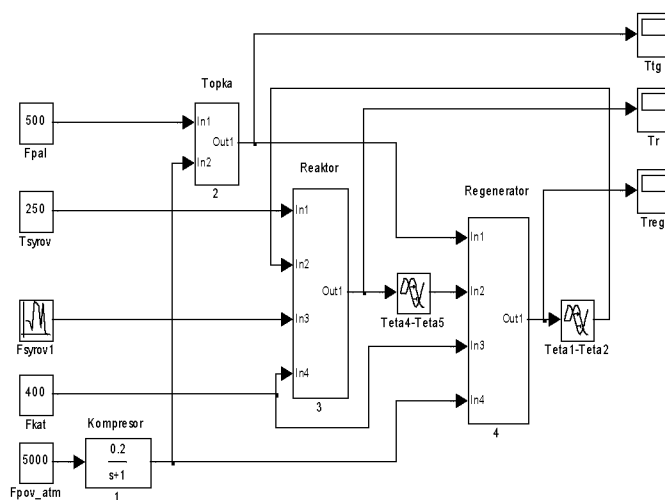 Topka
500
In1
Out1
In2
Fpal
2
Ttg
Tr
Reaktor
Regenerator
Treg
250
In1
Tsyrov
In1
In2
Out1
In2
Teta4-Teta5
Out1
In3
Fsyrov1
Teta1-Teta2
In3
In4
400
3
Fkat
Kompresor
In4
4
5000
0.2
s+1
Fpov_atm
1